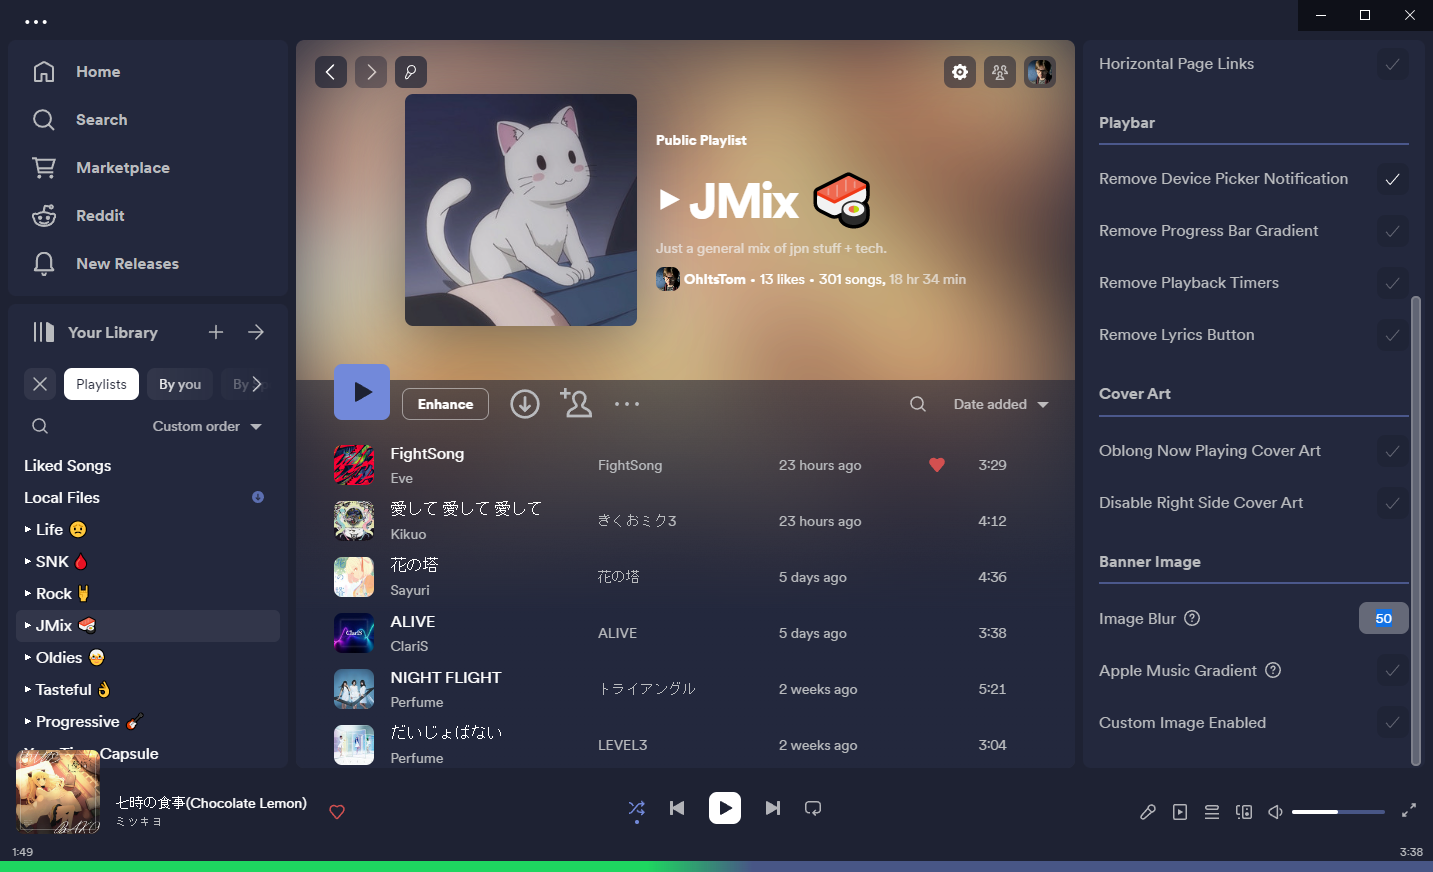 Home
Search
Marketplace
Reddit
New Releases
Your Library
Playlists
By you
By
Custom order
Liked Songs
Local Files
Life
SNK
Rock
JMix
Oldies
Tasteful
Progressive
Capsule
Public Playlist
JMix
Just a general mix of jpn stuff + tech.
OhItsTom • 13 likes • 301 songs, 18 hr 34 min
Enhance
Date added
FightSong
Eve
FightSong
23 hours ago
3:29
愛して 愛して 愛して
Kikuo
きくおミク3
23 hours ago
4:12
花の塔
Sayuri
花の塔
5 days ago
4:36
ALIVE
ClariS
ClariS
ALIVE
5 days ago
3:38
NIGHT FLIGHT
Perfume
トライアングル
2 weeks ago
5:21
だいじょばない
Perfume
LEVEL3
2 weeks ago
3:04
Horizontal Page Links
Playbar
Remove Device Picker Notification
Remove Progress Bar Gradient
Remove Playback Timers
Remove Lyrics Button
Cover Art
Oblong Now Playing Cover Art
Disable Right Side Cover Art
Banner Image
Image Blur
50
Apple Music Gradient
Custom Image Enabled
七時の食事(Chocolate Lemon)
ミツキヨ
1:49
3:38